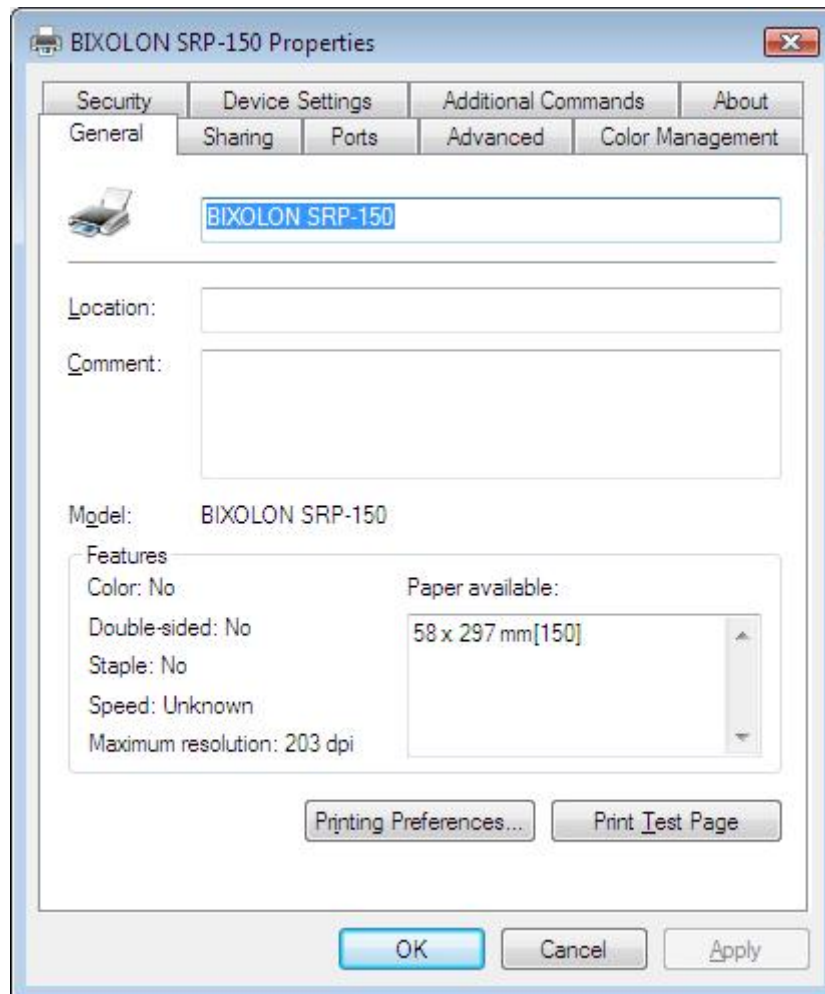 BIXOLON SRP-150 Properties
Security Device Settings Additional Commands About
General Sharing Ports Advanced Color Management
BIXOLON SRP-150
Location:
Comment:
Model: BIXOLON SRP-150
Features
Color: No
Double-sided: No
Staple: No
Speed: Unknown
Maximum resolution: 203 dpi
Paper available:
58 x 297 mm[150]
Printing Preferences... Print Test Page
OK Cancel Apply